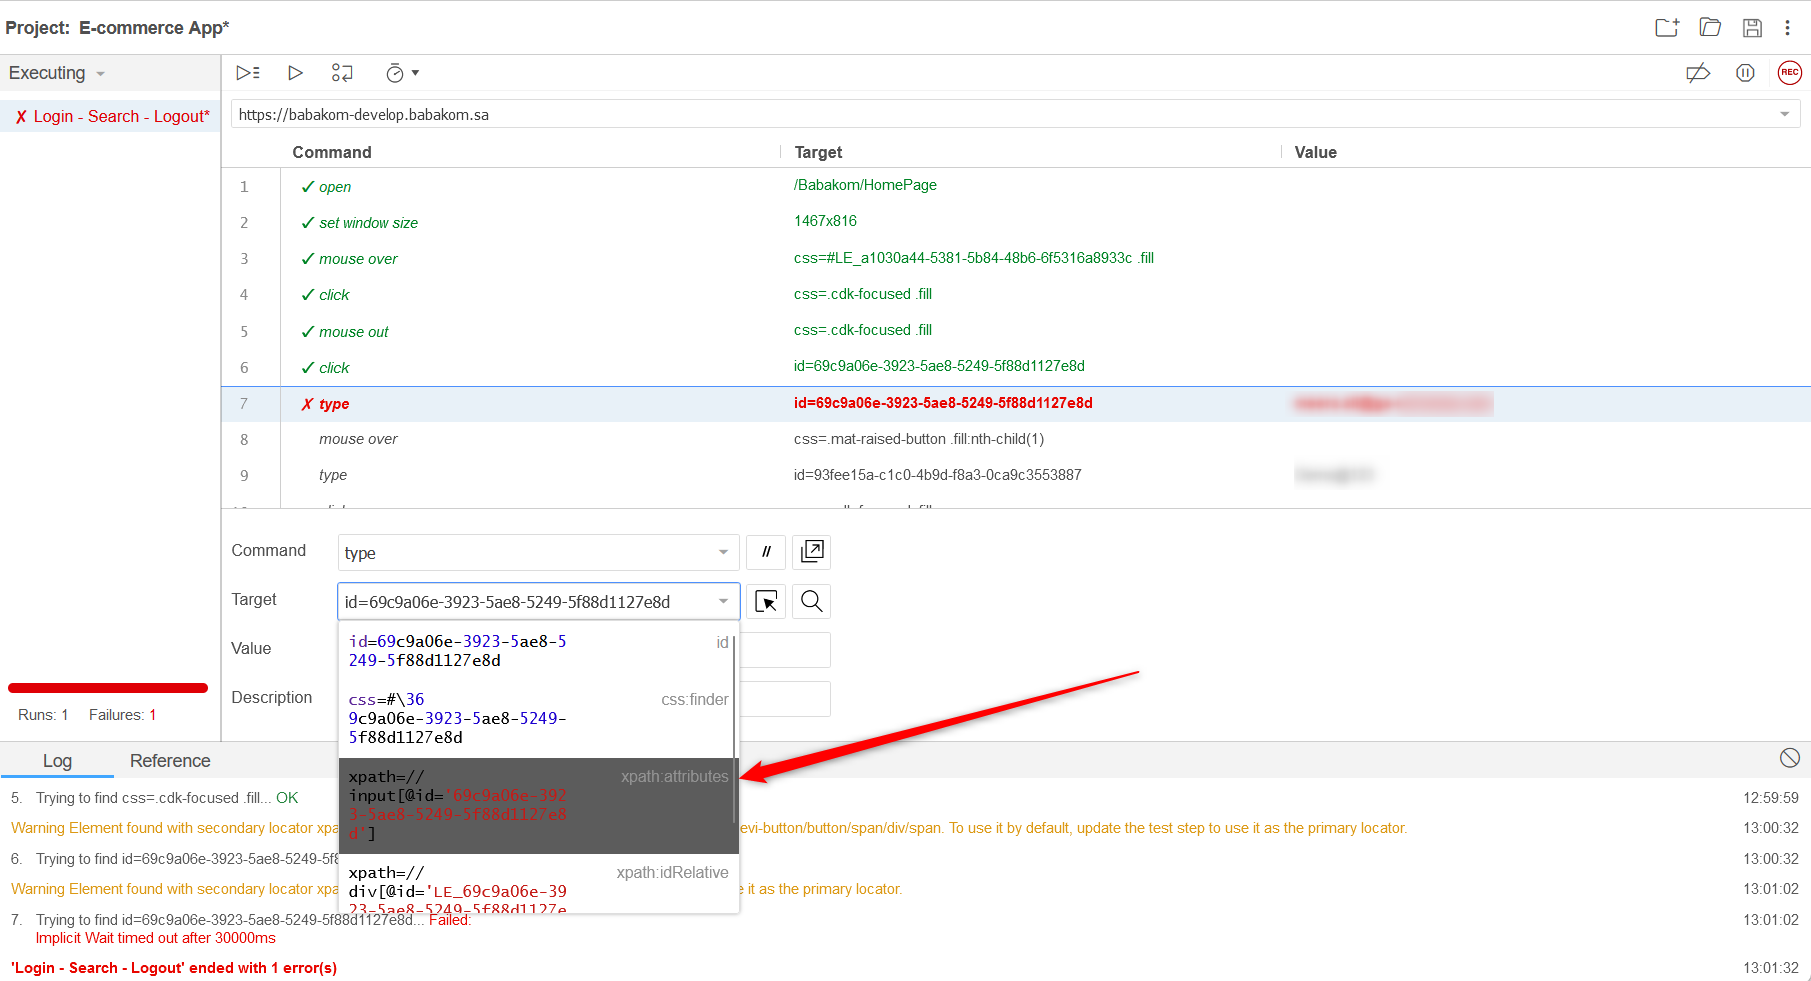 Project: E-commerce App*
Executing
✗ Login - Search - Logout*
REC
https://babakom-develop.babakom.sa
Command Target Value
1 ✓ open /Babakom/HomePage
2 ✓ set window size 1467x816
3 ✓ mouse over css=#LE_a1030a44-5381-5b84-48b6-6f5316a8933c .fill
4 ✓ click css=.cdk-focused .fill
5 ✓ mouse out css=.cdk-focused .fill
6 ✓ click id=69c9a06e-3923-5ae8-5249-5f88d1127e8d
7 ✗ type id=69c9a06e-3923-5ae8-5249-5f88d1127e8d
8 mouse over css=.mat-raised-button .fill:nth-child(1)
9 type id=93fee15a-c1c0-4b9d-f8a3-0ca9c3553887
Command type //
Target id=69c9a06e-3923-5ae8-5249-5f88d1127e8d
Value
Description
id=69c9a06e-3923-5ae8-5 id
249-5f88d1127e8d
css=#\36 css:finder
9c9a06e-3923-5ae8-5249-
5f88d1127e8d
xpath=// xpath:attributes
input[@id='69c9a06e-392
3-5ae8-5249-5f88d1127e8
d']
xpath=// xpath:idRelative
div[@id='LE_69c9a06e-39
23-5ae8-5249-5f88d1127e
Runs: 1 Failures: 1
Log Reference
5. Trying to find css=.cdk-focused .fill... OK 12:59:59
Warning Element found with secondary locator xpa evi-button/button/span/div/span. To use it by default, update the test step to use it as the primary locator. 13:00:32
6. Trying to find id=69c9a06e-3923-5ae8-5249-5f8 13:00:32
Warning Element found with secondary locator xpa e it as the primary locator. 13:01:02
7. Trying to find id=69c9a06e-3923-5ae8-5249-5f88d1127e8d... Failed: 13:01:02
Implicit Wait timed out after 30000ms
'Login - Search - Logout' ended with 1 error(s) 13:01:32